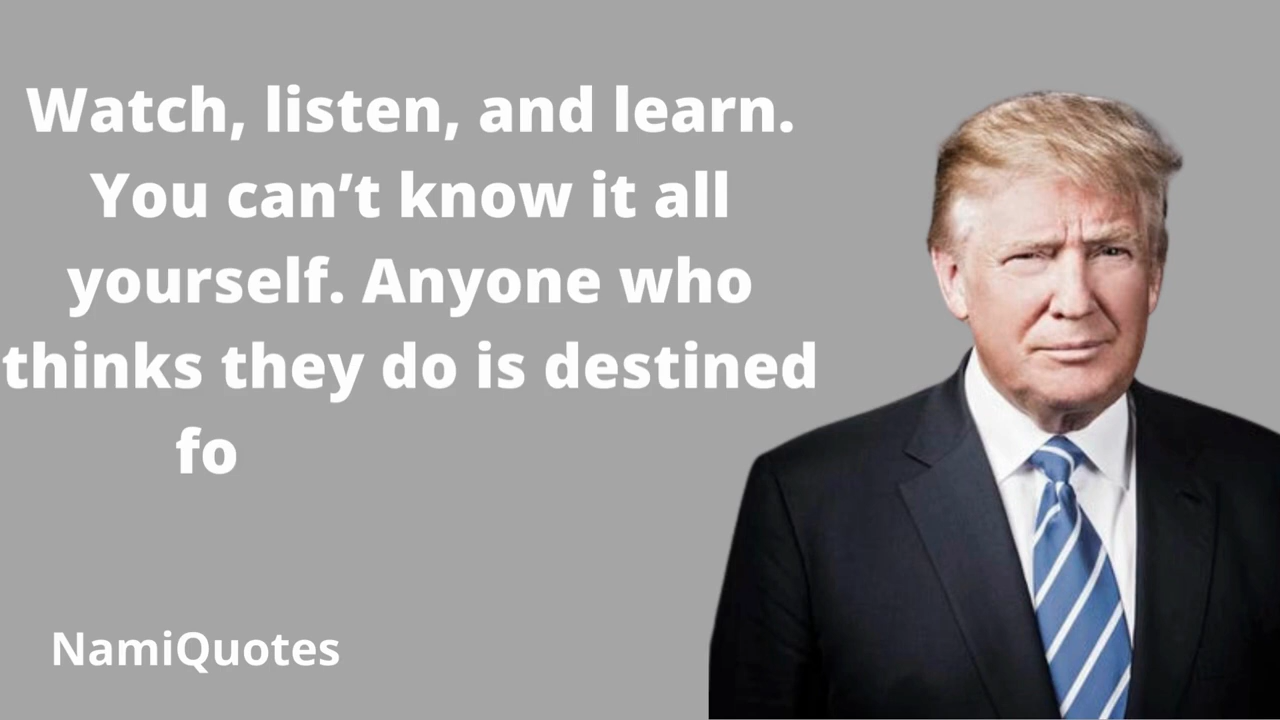 Watch, listen, and learn.
You can’t know it all
yourself. Anyone who
thinks they do is destined
fo
NamiQuotes